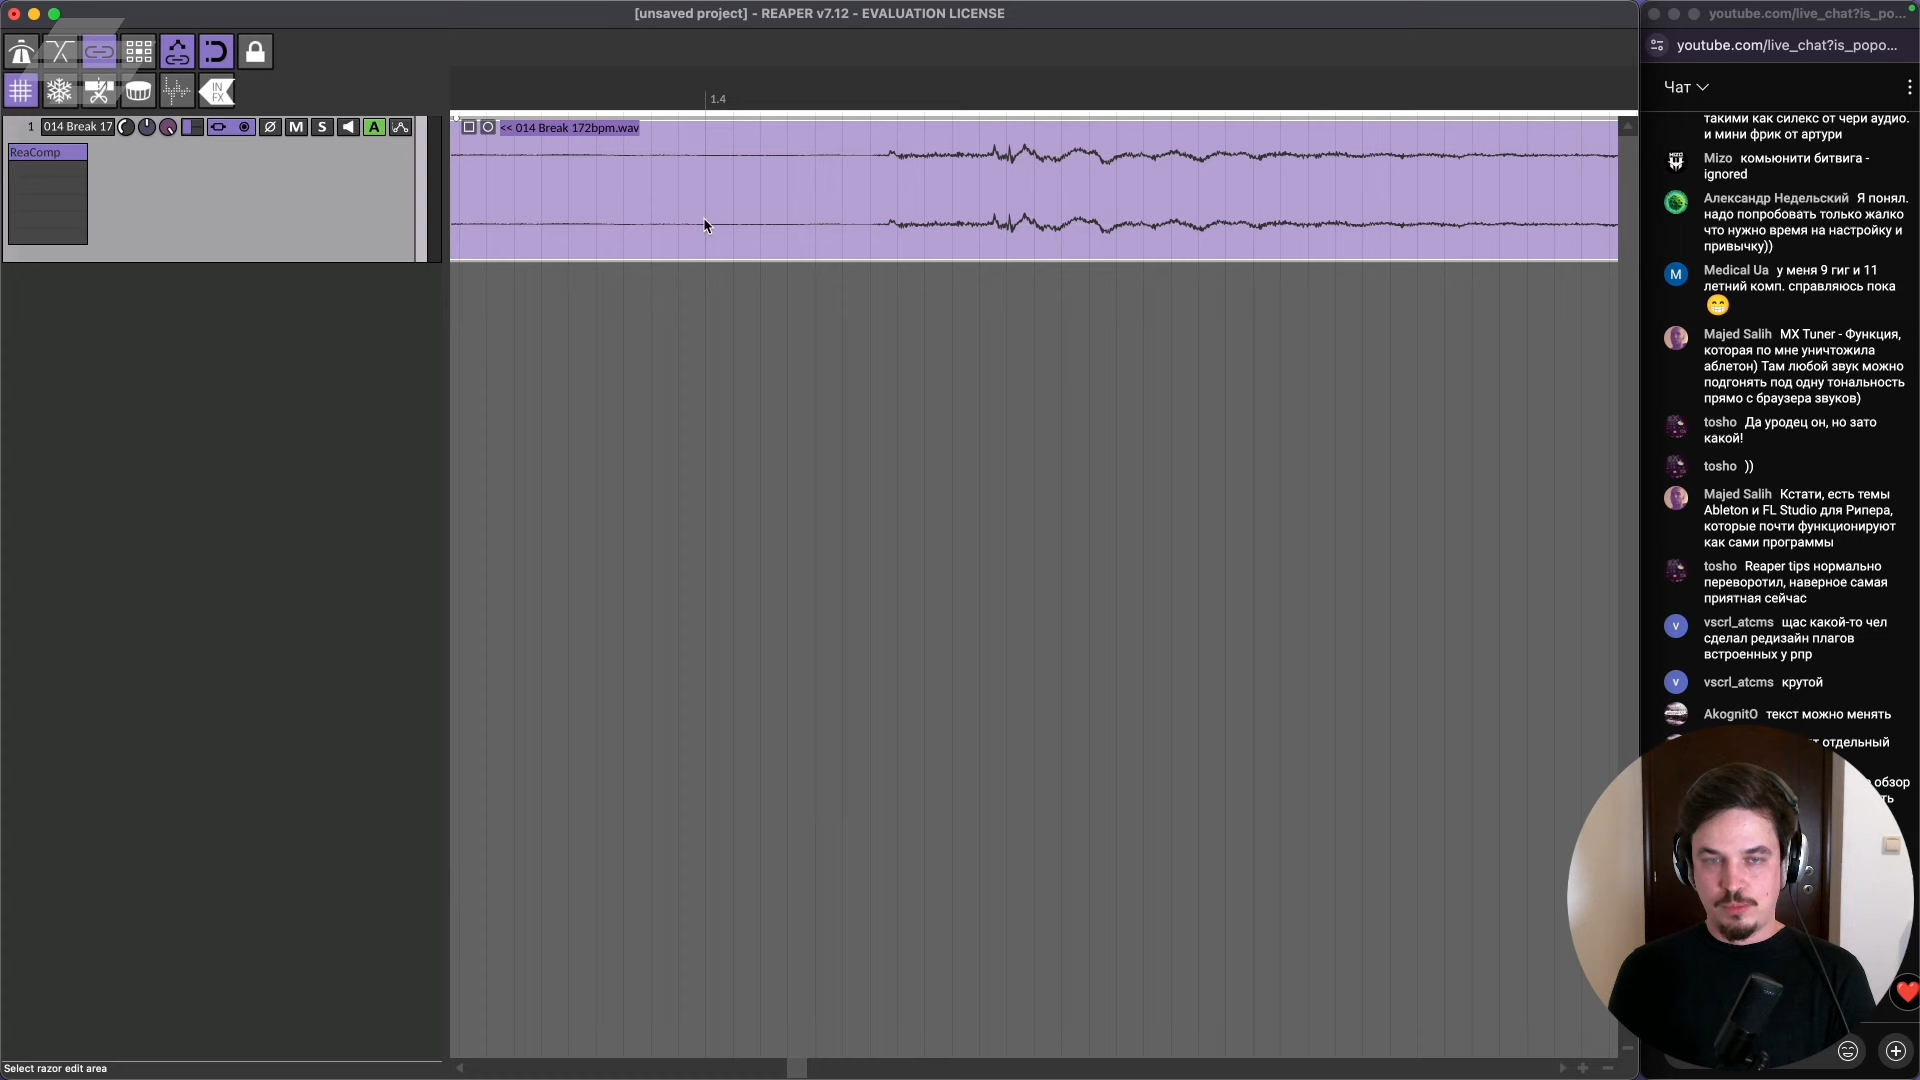 [unsaved project] - REAPER v7.12 - EVALUATION LICENSE
youtube.com/live_chat?is_po...
youtube.com/live_chat?is_popo...
IN
FX
1.4
Чат
1 014 Break 17
M S A
ReaComp
<< 014 Break 172bpm.wav
такими как силекс от чери аудио.
и мини фрик от артури
Mizo комьюнити битвига -
ignored
Александр Недельский Я понял.
надо попробовать только жалко
что нужно время на настройку и
привычку))
M
Medical Ua у меня 9 гиг и 11
летний комп. справляюсь пока
Majed Salih MX Tuner - Функция,
которая по мне уничтожила
аблетон) Там любой звук можно
подгонять под одну тональность
прямо с браузера звуков)
tosho Да уродец он, но зато
какой!
tosho ))
Majed Salih Кстати, есть темы
Ableton и FL Studio для Рипера,
которые почти функционируют
как сами программы
tosho Reaper tips нормально
переворотил, наверное самая
приятная сейчас
v
vscrl_atcms щас какой-то чел
сделал редизайн плагов
встроенных у рпр
v
vscrl_atcms крутой
AkognitO текст можно менять
отдельный
обзор
Select razor edit area